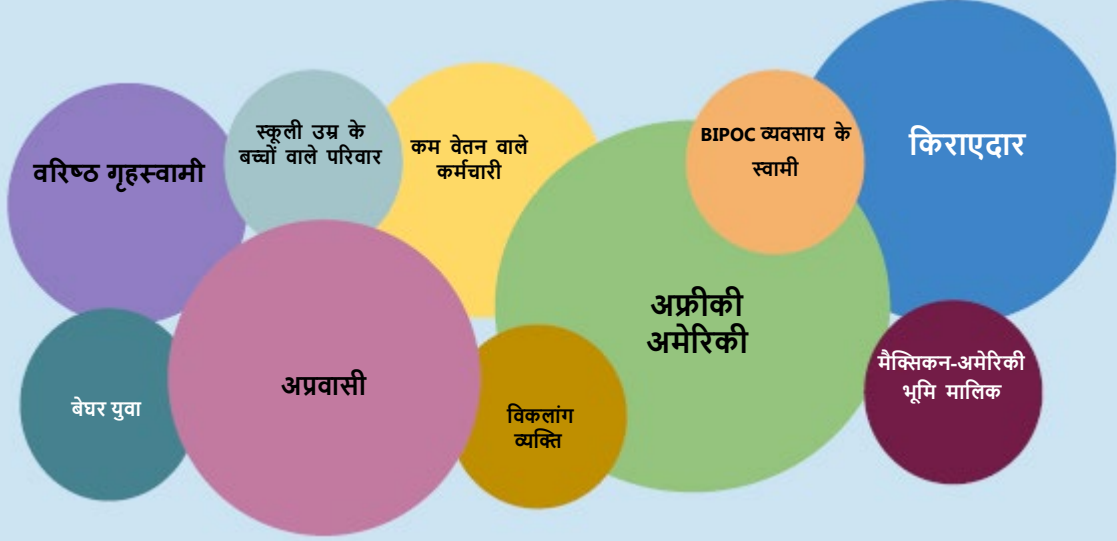 वरिष्ठ गृहस्वामी
स्कूली उम्र के
बच्चों वाले परिवार
कम वेतन वाले
कर्मचारी
BIPOC व्यवसाय के
स्वामी
किराएदार
बेघर युवा
अप्रवासी
विकलांग
व्यक्ति
अफ्रीकी
अमेरिकी
मैक्सिकन-अमेरिकी
भूमि मालिक